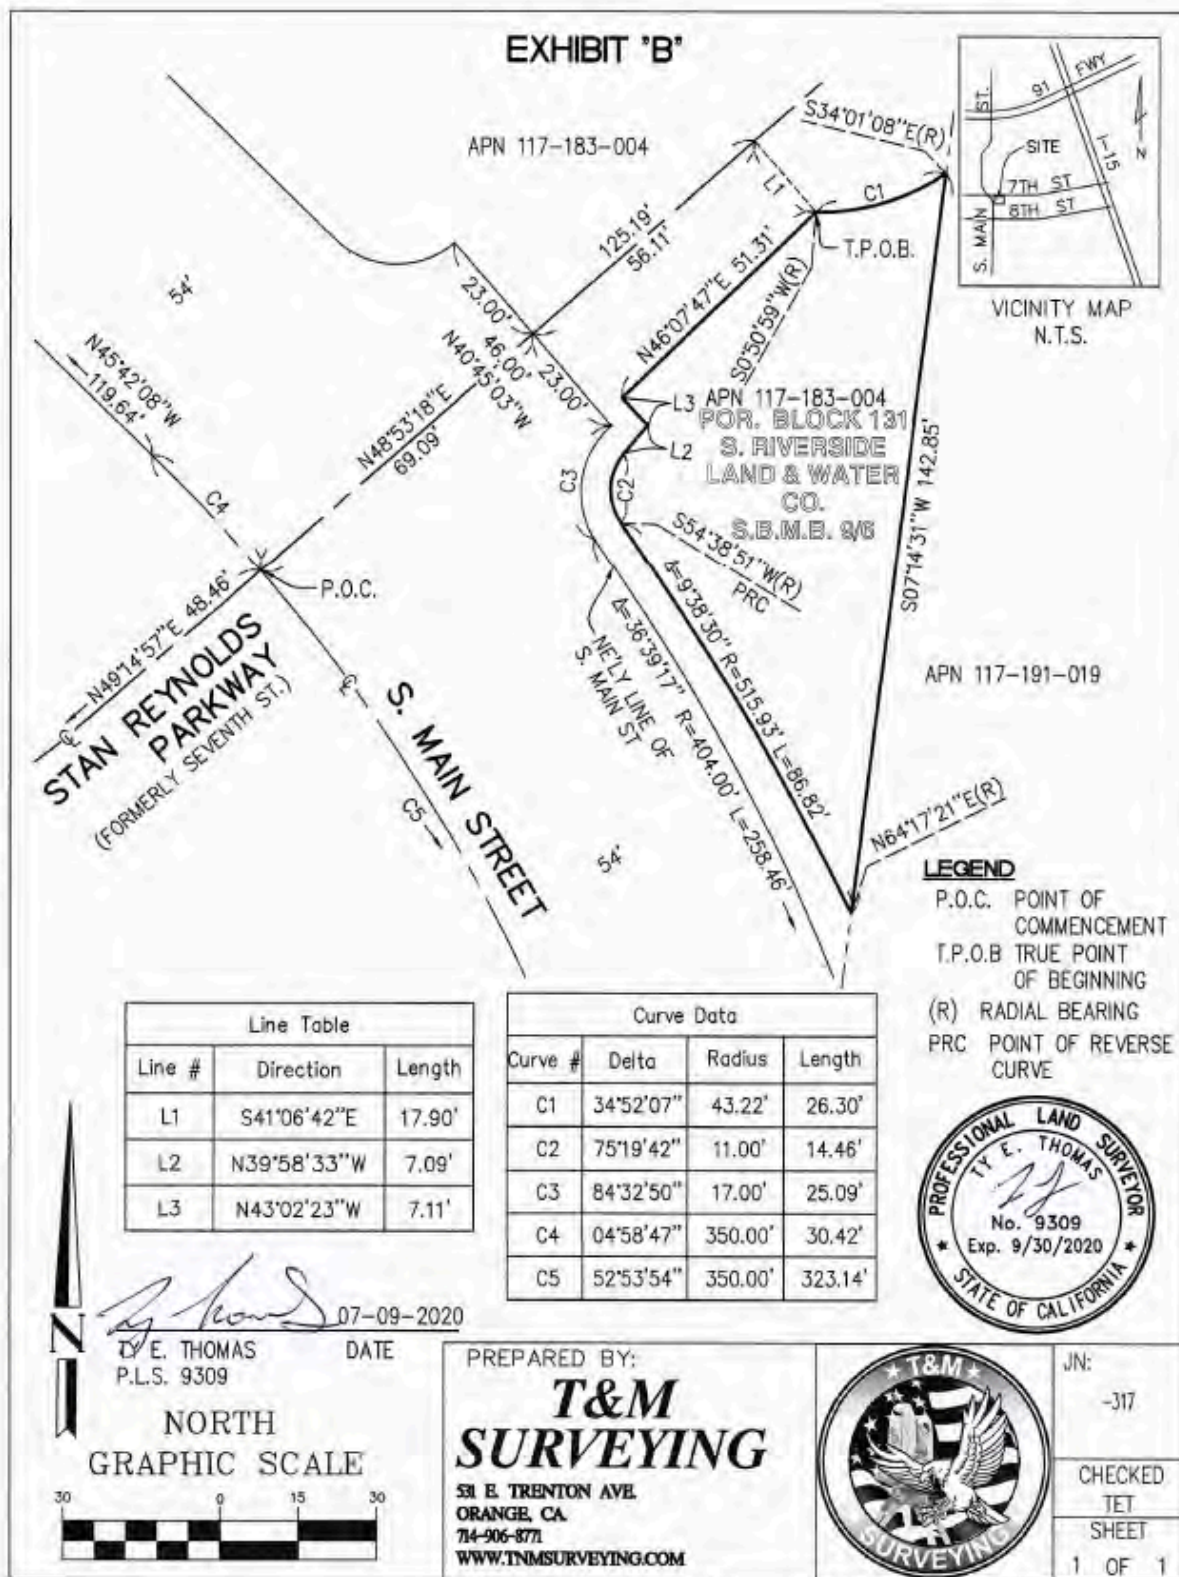 EXHIBIT "B"
APN 117-183-004
S34°01'08"E(R)
L1
C1
T.P.O.B.
125.19'
56.11'
23.00'
46.00'
N40°45'03"W
23.00'
54'
N45°42'08"W
119.64'
C4
N48°53'18"E
69.09'
N46°07'47"E 51.31'
S0°50'59"W(R)
L3
APN 117-183-004
POR. BLOCK 131
S. RIVERSIDE
LAND & WATER
CO.
S.B.M.B. 9/6
L2
C3
C2
S54°38'51"W(R)
PRC
S07°14'31"W 142.85'
P.O.C.
N49°14'57"E 48.46'
STAN REYNOLDS
PARKWAY
(FORMERLY SEVENTH ST.)
S. MAIN STREET
C5
NE'LY LINE OF
S. MAIN ST
Δ=9°38'30" R=515.93' L=86.82'
Δ=36°39'17" R=404.00' L=258.46'
54'
APN 117-191-019
N64°17'21"E(R)
91 FWY
ST.
I-15
SITE
N
7TH ST
8TH ST
S. MAIN
VICINITY MAP
N.T.S.
LEGEND
P.O.C. POINT OF
COMMENCEMENT
T.P.O.B TRUE POINT
OF BEGINNING
(R) RADIAL BEARING
PRC POINT OF REVERSE
CURVE
Line Table
Line # Direction Length
L1 S41°06'42"E 17.90'
L2 N39°58'33"W 7.09'
L3 N43°02'23"W 7.11'
Curve Data
Curve # Delta Radius Length
C1 34°52'07" 43.22' 26.30'
C2 75°19'42" 11.00' 14.46'
C3 84°32'50" 17.00' 25.09'
C4 04°58'47" 350.00' 30.42'
C5 52°53'54" 350.00' 323.14'
PROFESSIONAL LAND SURVEYOR
TY E. THOMAS
No. 9309
Exp. 9/30/2020
STATE OF CALIFORNIA
07-09-2020
TY E. THOMAS DATE
P.L.S. 9309
N
NORTH
GRAPHIC SCALE
30 0 15 30
PREPARED BY:
T&M
SURVEYING
531 E. TRENTON AVE.
ORANGE, CA.
714-906-8771
WWW.TNMSURVEYING.COM
T&M
SURVEYING
JN:
-317
CHECKED
TET
SHEET
1 OF 1